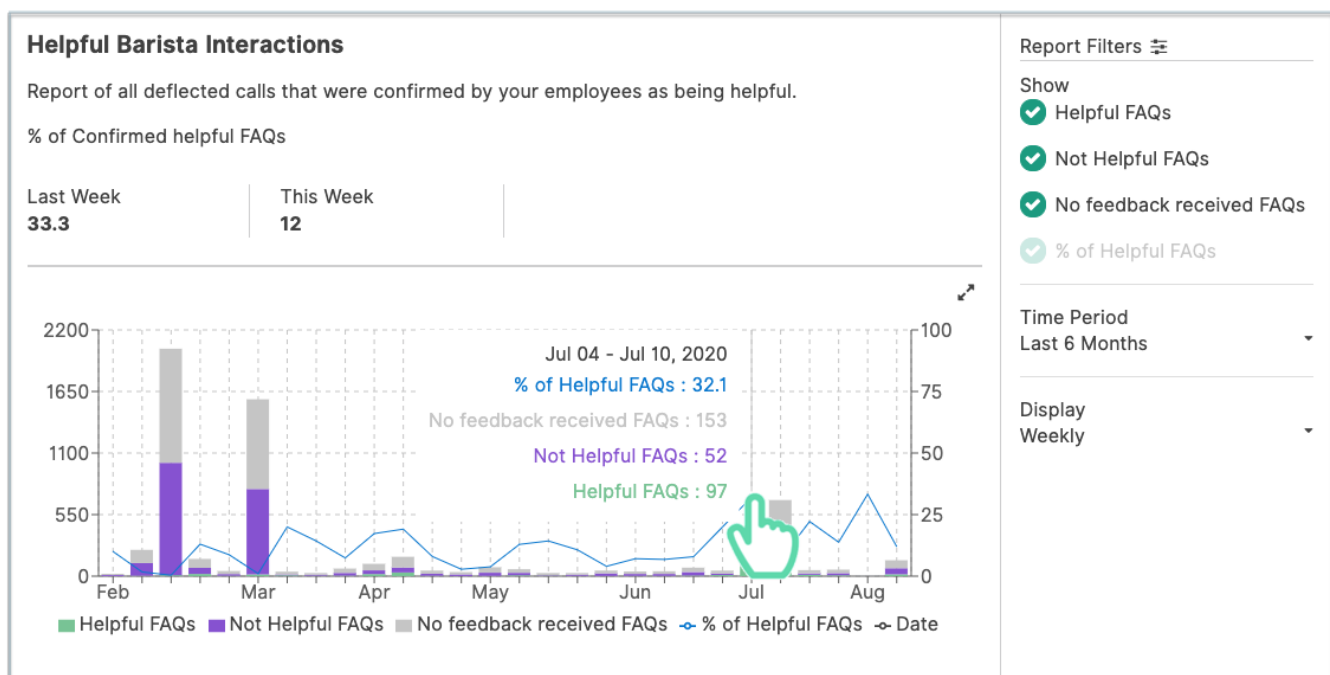 Helpful Barista Interactions
Report of all deflected calls that were confirmed by your employees as being helpful.
% of Confirmed helpful FAQs
Last Week This Week
33.3 12
2200 100
1650 75
1100 50
550 25
0 0
Jul 04 - Jul 10, 2020
% of Helpful FAQs : 32.1
No feedback received FAQs : 153
Not Helpful FAQs : 52
Helpful FAQs : 97
Feb Mar Apr May Jun Jul Aug
Helpful FAQs Not Helpful FAQs No feedback received FAQs % of Helpful FAQs Date
Report Filters
Show
Helpful FAQs
Not Helpful FAQs
No feedback received FAQs
% of Helpful FAQs
Time Period
Last 6 Months
Display
Weekly